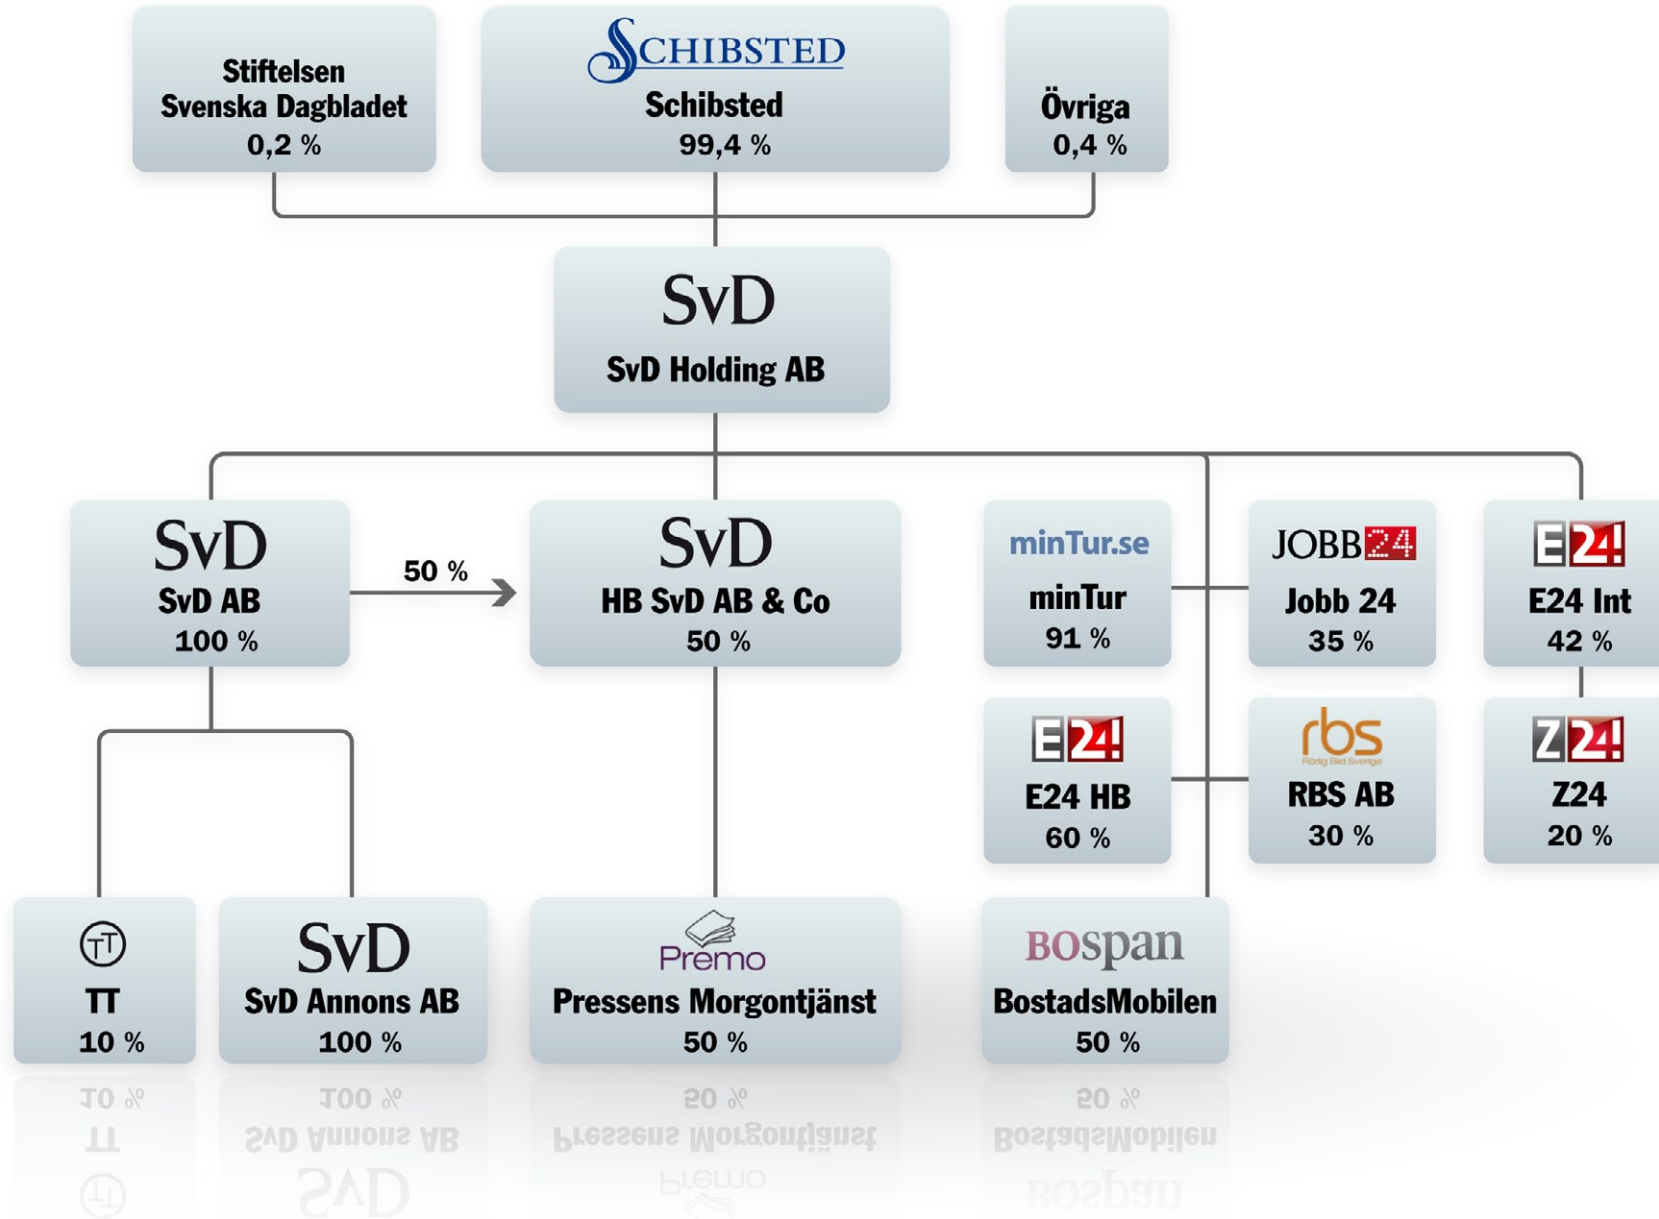 Stiftelsen
Svenska Dagbladet
0,2 %
SCHIBSTED
Schibsted
99,4 %
Övriga
0,4 %
SvD
SvD Holding AB
SvD
SvD AB
100 %
50 %
SvD
HB SvD AB & Co
50 %
minTur.se
minTur
91 %
JOBB24
Jobb 24
35 %
E24!
E24 Int
42 %
E24!
E24 HB
60 %
rbs
Rörlig Bild Sverige
RBS AB
30 %
Z24!
Z24
20 %
TT
TT
10 %
SvD
SvD Annons AB
100 %
Premo
Pressens Morgontjänst
50 %
BOspan
BostadsMobilen
50 %